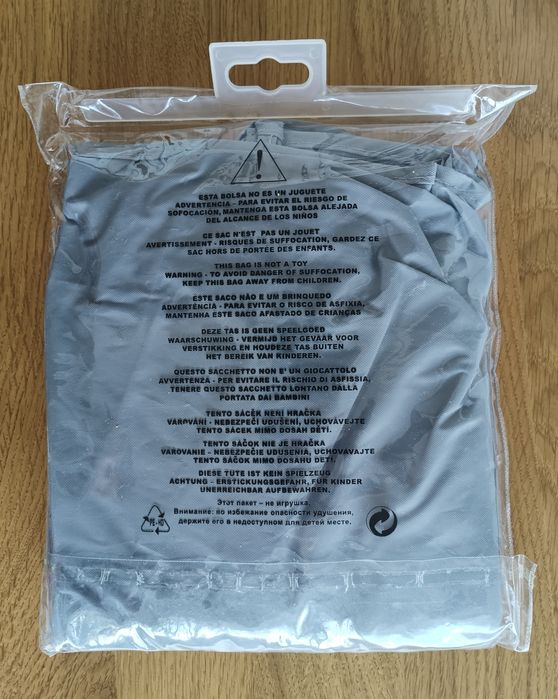 !
ESTA BOLSA NO ES UN JUGUETE
ADVERTENCIA - PARA EVITAR EL RIESGO DE
SOFOCACION, MANTENGA ESTA BOLSA ALEJADA
DEL ALCANCE DE LOS NIÑOS
CE SAC N'EST PAS UN JOUET
AVERTISSEMENT - RISQUES DE SUFFOCATION, GARDEZ CE
SAC HORS DE PORTÉE DES ENFANTS.
THIS BAG IS NOT A TOY
WARNING - TO AVOID DANGER OF SUFFOCATION,
KEEP THIS BAG AWAY FROM CHILDREN.
ESTE SACO NÃO E UM BRINQUEDO
ADVERTÉNCIA - PARA EVITAR O RISCO DE ASFIXIA,
MANTENHA ESTE SACO AFASTADO DE CRIANÇAS
DEZE TAS IS GEEN SPEELGOED
WAARSCHUWING - VERMIJD HET GEVAAR VOOR
VERSTIKKING EN HOUDEZE TAS BUITEN
HET BEREIK VAN KINDEREN.
QUESTO SACCHETTO NON E' UN GIOCATTOLO
AVVERTENZA - PER EVITARE IL RISCHIO DI ASFISSIA,
TENERE QUESTO SACCHETTO LONTANO DALLA
PORTATA DAI BAMBINI
TENTO SÁČEK NENÍ HRAČKA
VAROVÁNÍ - NEBEZPEČÍ UDUŠENÍ, UCHOVÁVEJTE
TENTO SÁCEK MIMO DOSAH DĚTÍ.
TENTO SÁČOK NIE JE HRAČKA
VAROVANIE - NEBEZPEČIE UDUSENIA, UCHOVÁVAJTE
TENTO SÁČOK MIMO DOSAHU DETÍ.
DIESE TÜTE IST KEIN SPIELZEUG
ACHTUNG - ERSTICKUNGSGEFAHR, FÜR KINDER
UNERREICHBAR AUFBEWAHREN.
Этот пакет – не игрушка.
Внимание: по избежание опасности удушения,
держите его в недоступном для детей месте.
PE-HD